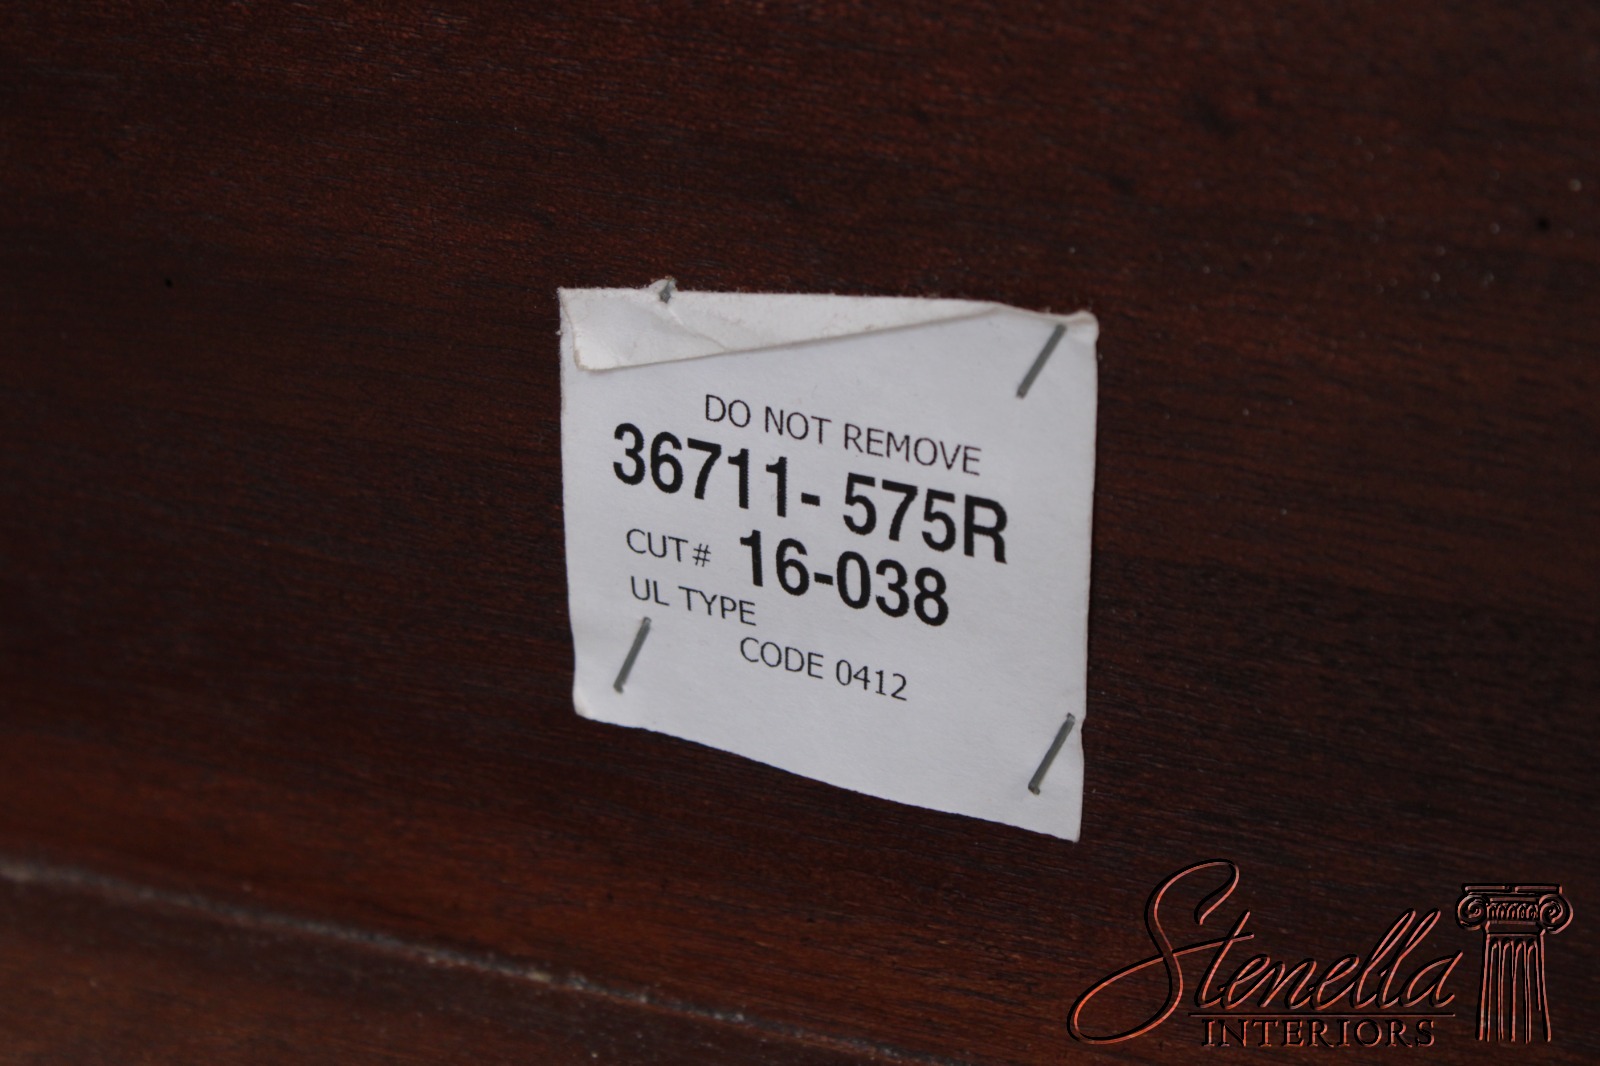 DO NOT REMOVE
36711- 575R
CUT# 16-038
UL TYPE
CODE 0412
Stenella
INTERIORS